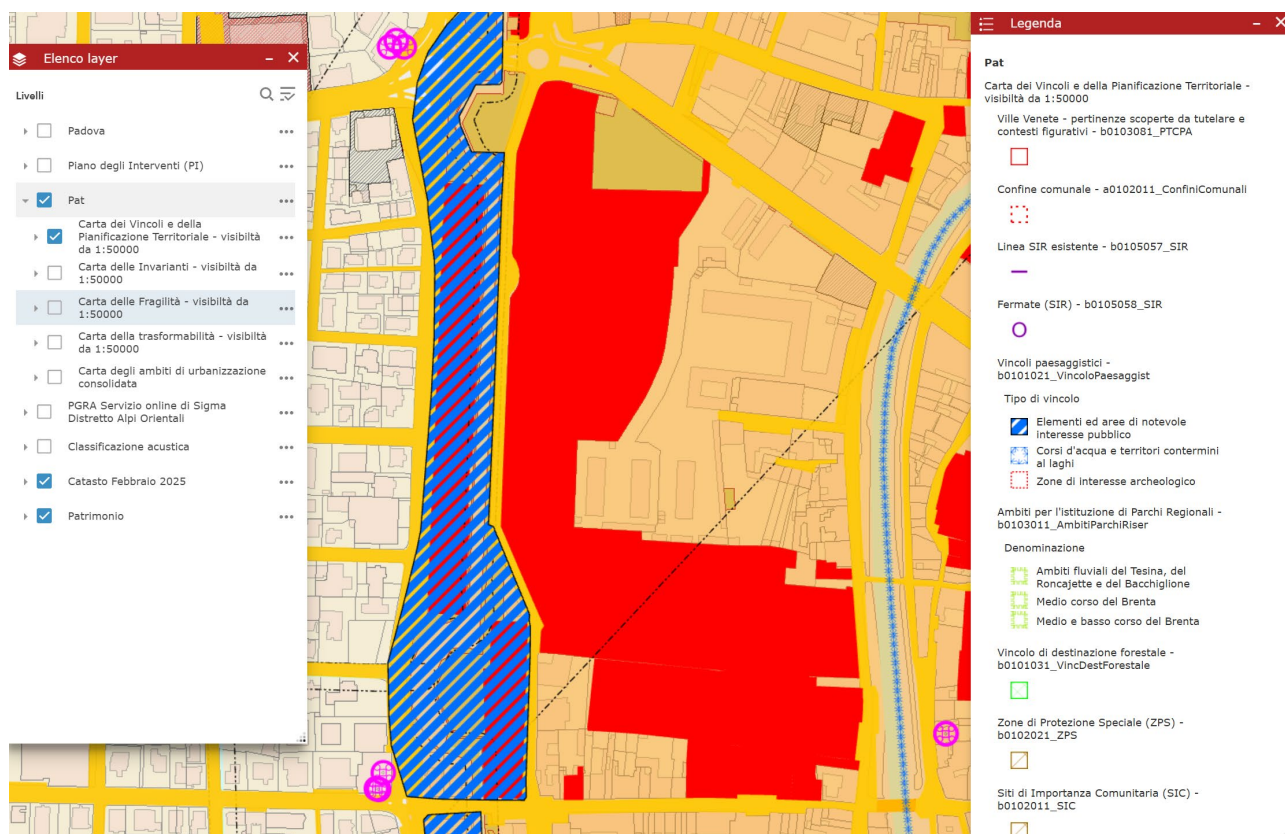 Elenco layer
Livelli
Padova
Piano degli Interventi (PI)
Pat
Carta dei Vincoli e della
Pianificazione Territoriale - visibiltà
da 1:50000
Carta delle Invarianti - visibiltà da
1:50000
Carta delle Fragilità - visibiltà da
1:50000
Carta della trasformabilità - visibiltà
da 1:50000
Carta degli ambiti di urbanizzazione
consolidata
PGRA Servizio online di Sigma
Distretto Alpi Orientali
Classificazione acustica
Catasto Febbraio 2025
Patrimonio
Legenda
Pat
Carta dei Vincoli e della Pianificazione Territoriale -
visibiltà da 1:50000
Ville Venete - pertinenze scoperte da tutelare e
contesti figurativi - b0103081_PTCPA
Confine comunale - a0102011_ConfiniComunali
Linea SIR esistente - b0105057_SIR
Fermate (SIR) - b0105058_SIR
Vincoli paesaggistici -
b0101021_VincoloPaesaggist
Tipo di vincolo
Elementi ed aree di notevole
interesse pubblico
Corsi d'acqua e territori contermini
al laghi
Zone di interesse archeologico
Ambiti per l'istituzione di Parchi Regionali -
b0103011_AmbitiParchiRiser
Denominazione
Ambiti fluviali del Tesina, del
Roncajette e del Bacchiglione
Medio corso del Brenta
Medio e basso corso del Brenta
Vincolo di destinazione forestale -
b0101031_VincDestForestale
Zone di Protezione Speciale (ZPS) -
b0102021_ZPS
Siti di Importanza Comunitaria (SIC) -
b0102011_SIC